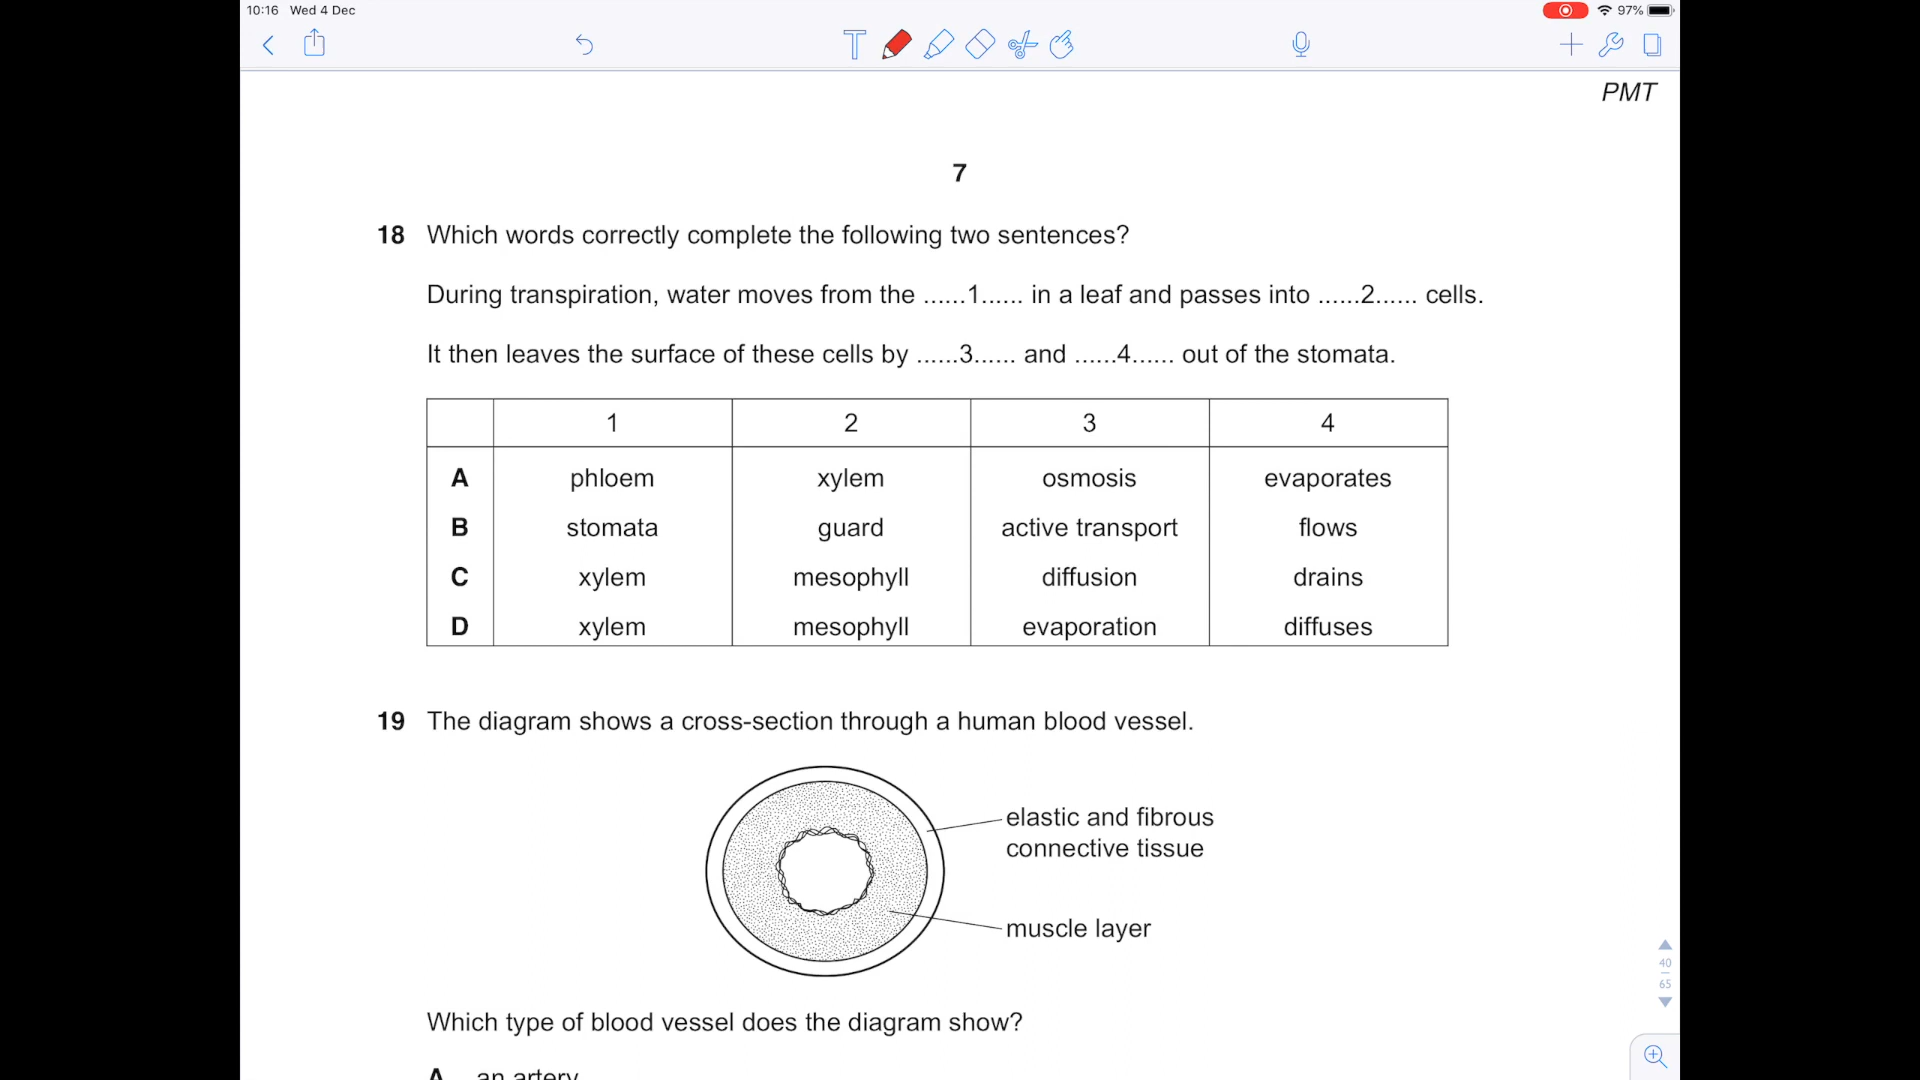 10:16 Wed 4 Dec
97%
T
PMT
7
18 Which words correctly complete the following two sentences?
During transpiration, water moves from the ......1...... in a leaf and passes into ......2...... cells.
It then leaves the surface of these cells by ......3...... and ......4...... out of the stomata.
1 2 3 4
A phloem xylem osmosis evaporates
B stomata guard active transport flows
C xylem mesophyll diffusion drains
D xylem mesophyll evaporation diffuses
19 The diagram shows a cross-section through a human blood vessel.
elastic and fibrous
connective tissue
muscle layer
40
65
Which type of blood vessel does the diagram show?
A an artery